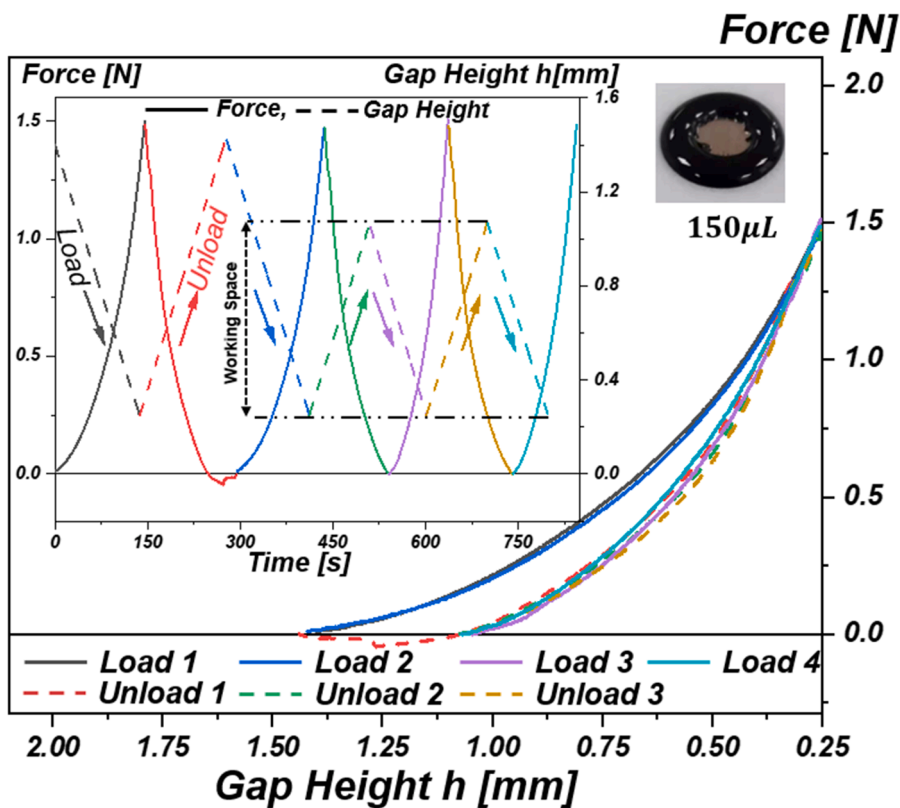 Force [N]
Force [N] Gap Height h[mm]
Force, Gap Height
1.5 1.6
1.2
1.0
0.8
0.5
0.4
0.0 0.0
Load
Unload
Working Space
0 150 300 450 600 750
Time [s]
150μL
2.0
1.5
1.0
0.5
0.0
Load 1 Load 2 Load 3 Load 4
Unload 1 Unload 2 Unload 3
2.00 1.75 1.50 1.25 1.00 0.75 0.50 0.25
Gap Height h [mm]